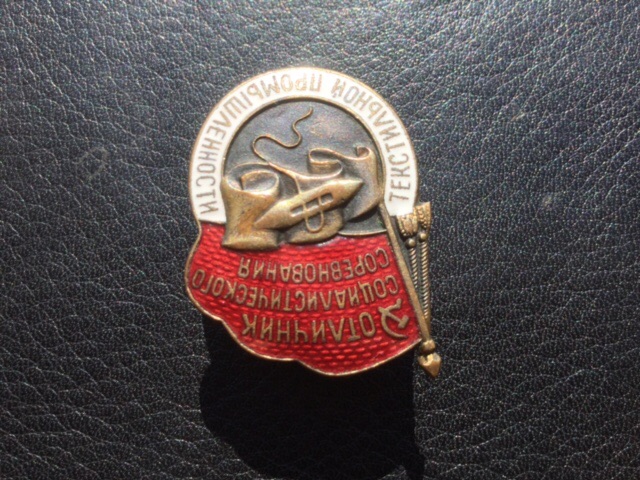 ОТЛИЧНИК
СОЦИАЛИСТИЧЕСКОГО
СОРЕВНОВАНИЯ
ТЕКСТИЛЬНОЙ ПРОМЫШЛЕННОСТИ